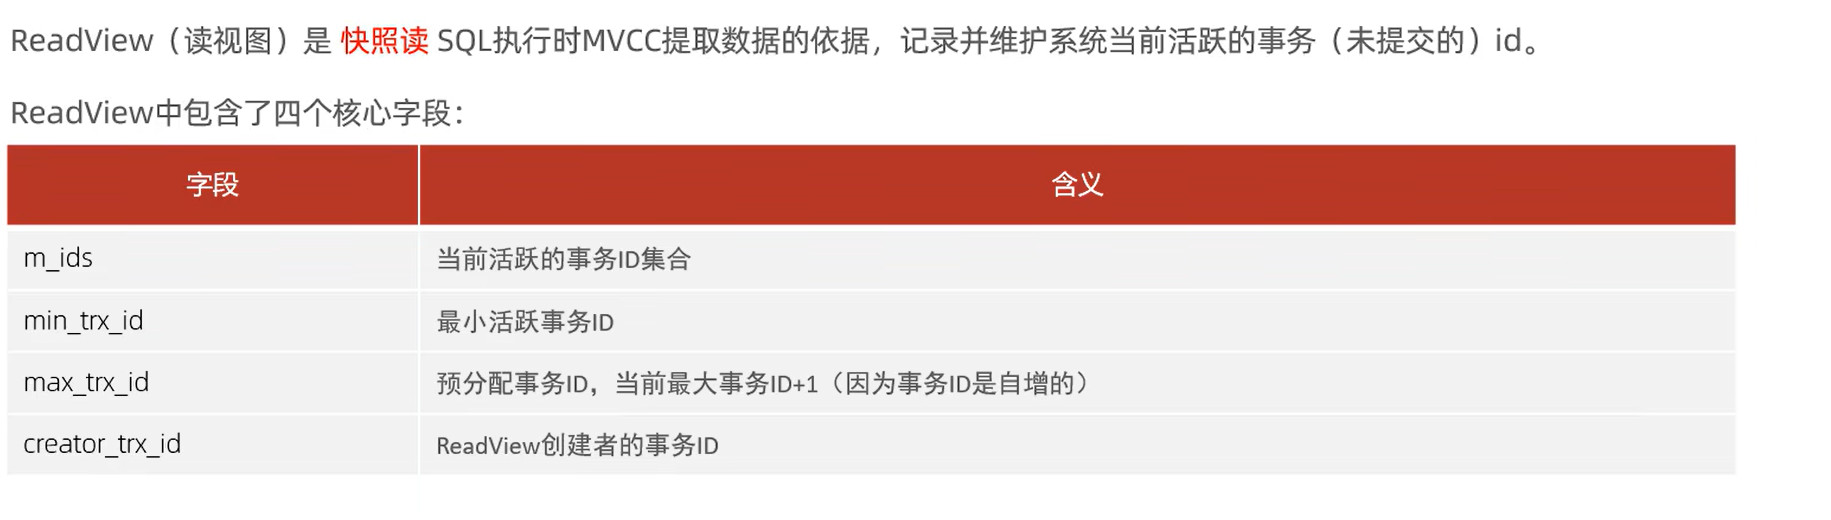 ReadView（读视图）是 快照读 SQL执行时MVCC提取数据的依据，记录并维护系统当前活跃的事务（未提交的）id。
ReadView中包含了四个核心字段：
字段 含义
m_ids 当前活跃的事务ID集合
min_trx_id 最小活跃事务ID
max_trx_id 预分配事务ID，当前最大事务ID+1（因为事务ID是自增的）
creator_trx_id ReadView创建者的事务ID